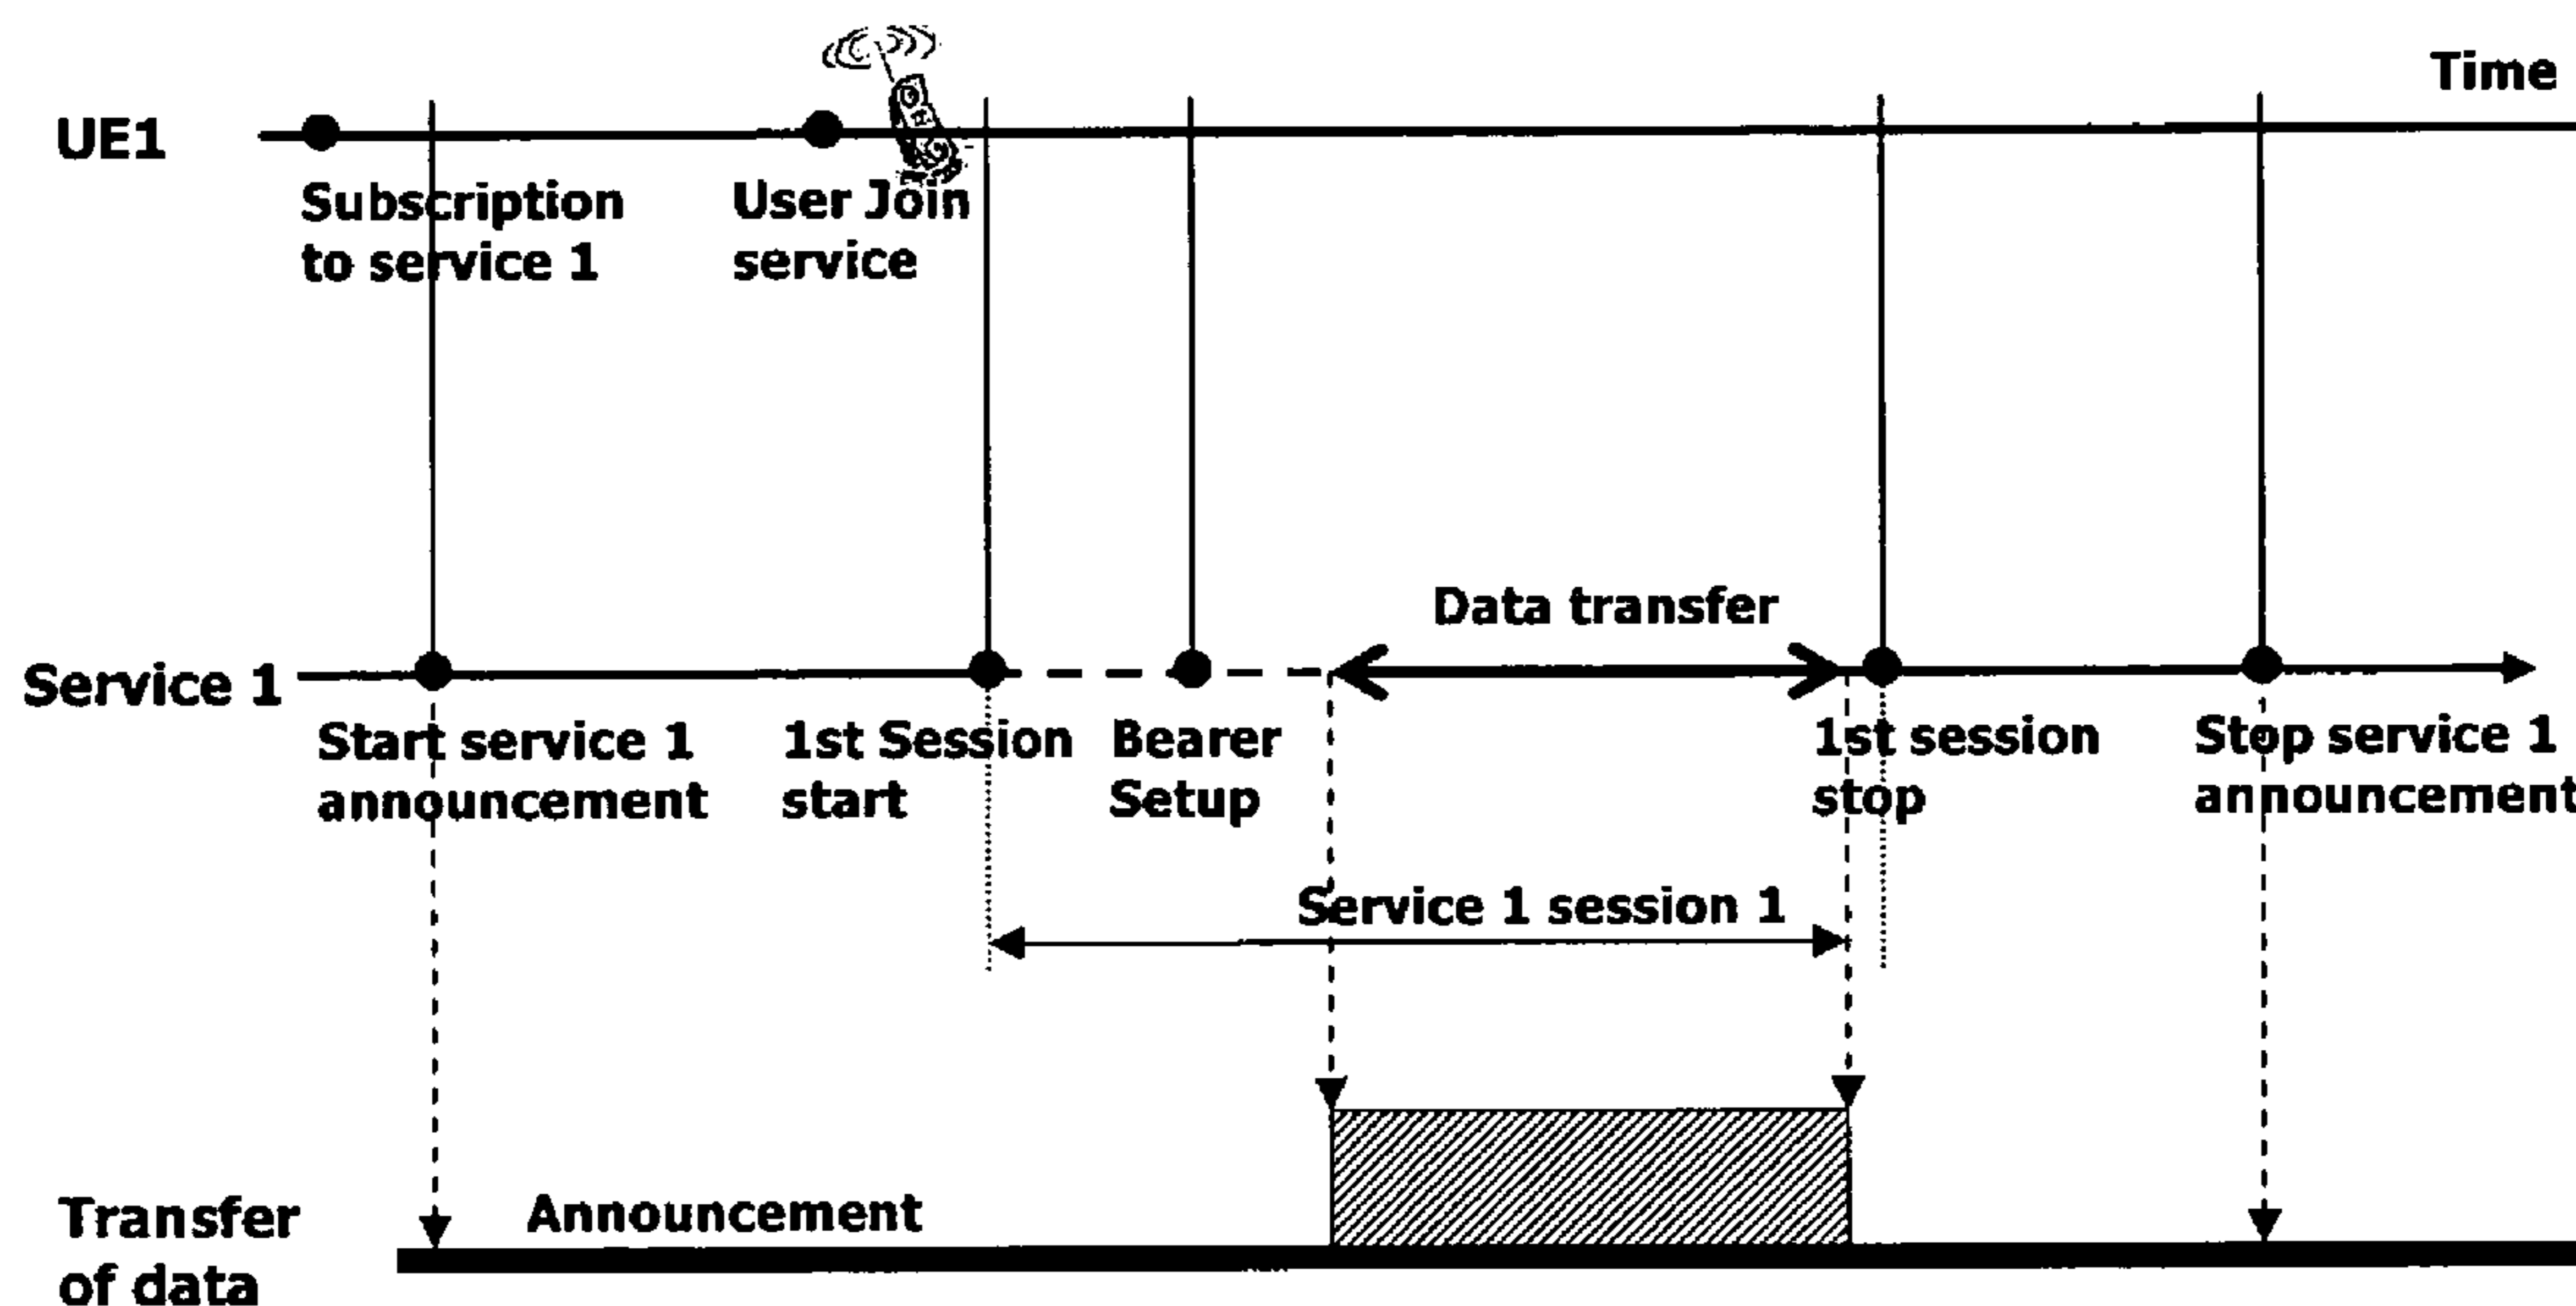 Time
UE1
Subscription
to service 1
User Join
service
Data transfer
Service 1
Start service 1
announcement
1st Session
start
Bearer
Setup
1st session
stop
Stop service 1
announcement
Service 1 session 1
Transfer
of data
Announcement